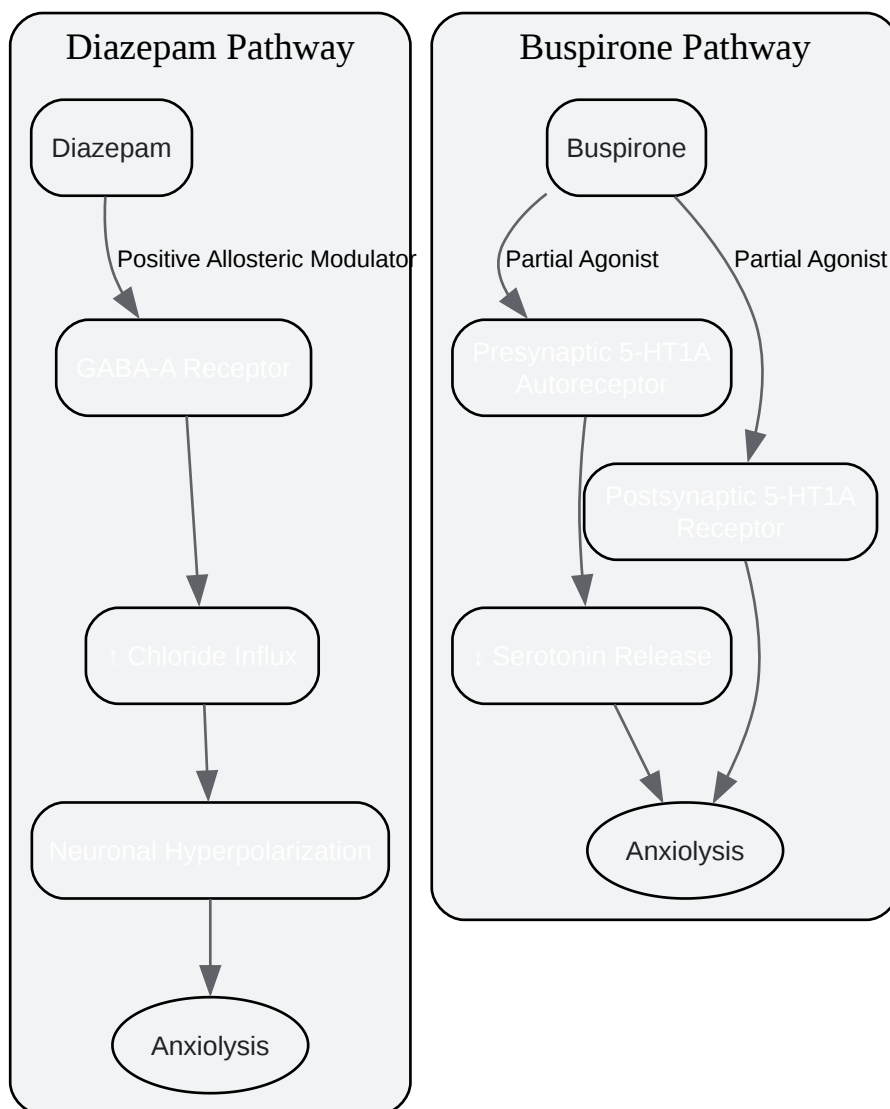 Diazepam Pathway
Diazepam
Positive Allosteric Modulator
GABA-A Receptor
↑ Chloride Influx
Neuronal Hyperpolarization
Anxiolysis
Buspirone Pathway
Buspirone
Partial Agonist
Partial Agonist
Presynaptic 5-HT1A
Autoreceptor
Postsynaptic 5-HT1A
Receptor
↓ Serotonin Release
Anxiolysis